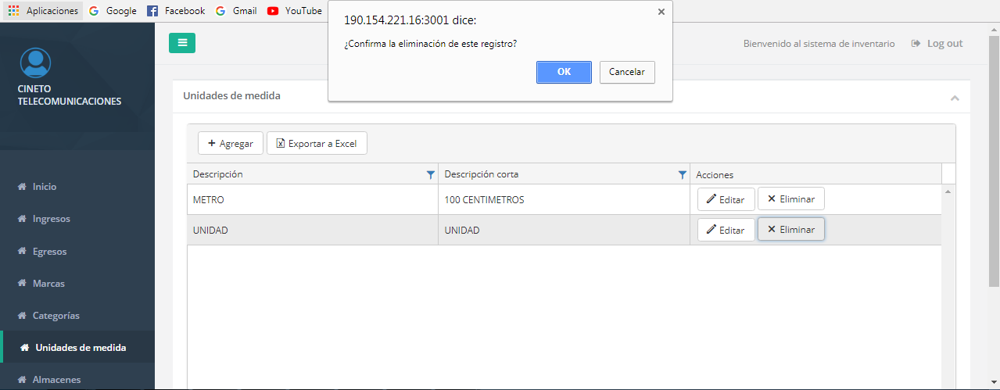 Aplicaciones Google Facebook Gmail YouTube
190.154.221.16:3001 dice:
¿Confirma la eliminación de este registro?
OK Cancelar
CINETO
TELECOMUNICACIONES
Bienvenido al sistema de inventario Log out
Unidades de medida
Agregar Exportar a Excel
Descripción Descripción corta Acciones
METRO 100 CENTIMETROS Editar Eliminar
UNIDAD UNIDAD Editar Eliminar
Inicio
Ingresos
Egresos
Marcas
Categorías
Unidades de medida
Almacenes